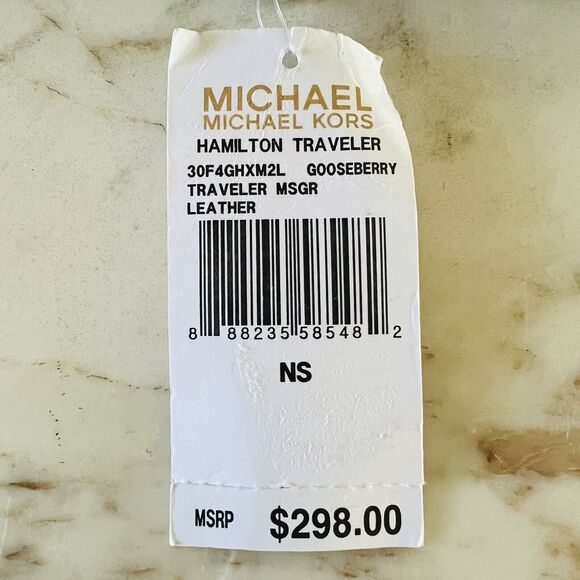 MICHAEL
MICHAEL KORS
HAMILTON TRAVELER
30F4GHXM2L GOOSEBERRY
TRAVELER MSGR
LEATHER
8 88235 58548 2
NS
MSRP $298.00